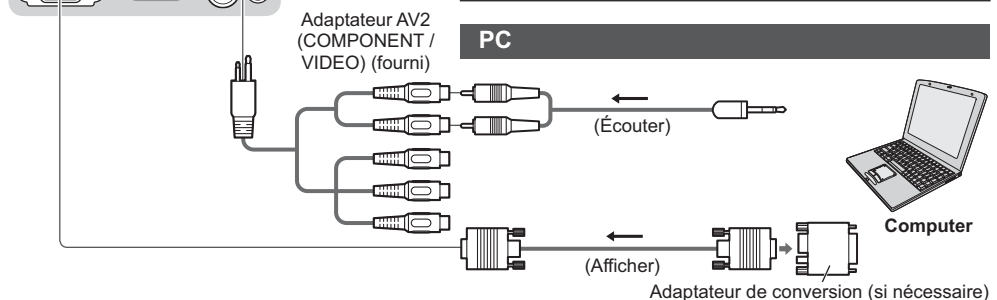 Adaptateur AV2
(COMPONENT /
VIDEO) (fourni)
PC
(Écouter)
Computer
(Afficher)
Adaptateur de conversion (si nécessaire)